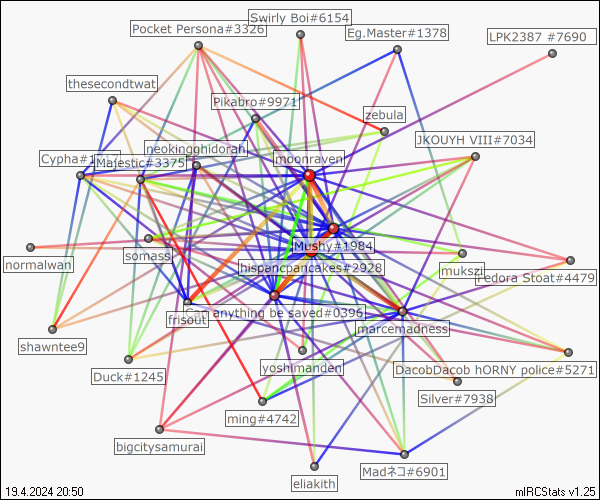 Swirly Boi#6154
Pocket Persona#3326
Eg.Master#1378
LPK2387 #7690
thesecondtwat
Pikabro#9971
zebula
JKOUYH VIII#7034
neokingghidorah
moonraven
Cypha#1
Majestic#3375
Mushy#1984
normalwan
somass
hispancpancakes#2928
mukszi
Fedora Stoat#4479
Can anything be saved#0396
frisout
marcemadness
shawntee9
yoshimanden
DacobDacob hORNY police#5271
Duck#1245
Silver#7938
ming#4742
bigcitysamurai
Madネコ#6901
eliakith
19.4.2024 20:50
mIRCStats v1.25